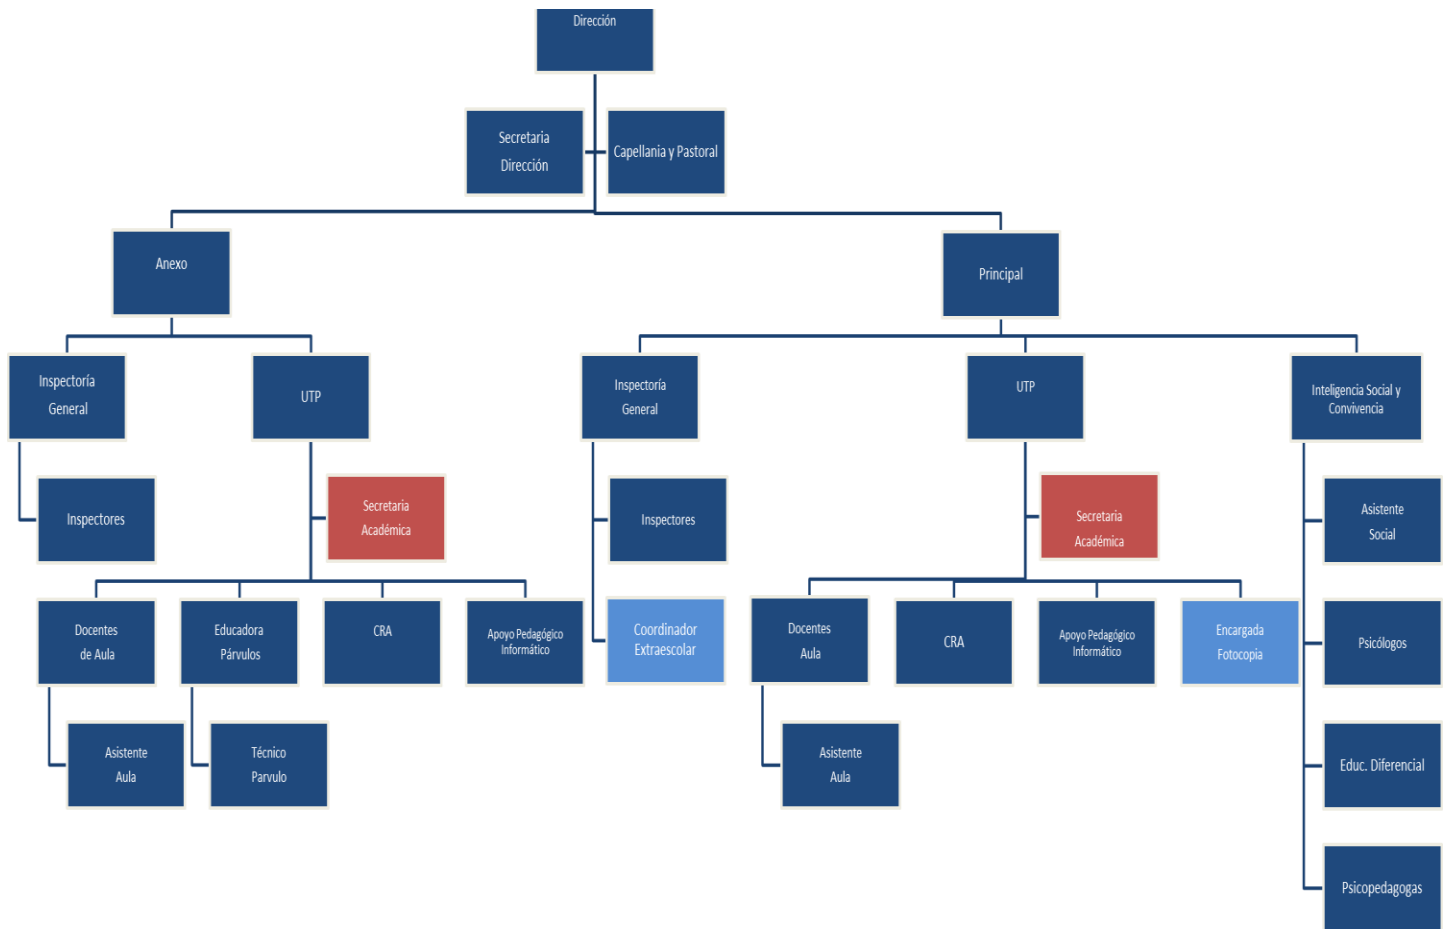 Dirección
Secretaria
Dirección
Capellania y Pastoral
Anexo
Principal
Inspectoría
General
UTP
Inspectoría
General
UTP
Inteligencia Social y
Convivencia
Inspectores
Secretaria
Académica
Inspectores
Secretaria
Académica
Asistente
Social
Docentes
de Aula
Educadora
Párvulos
CRA
Apoyo Pedagógico
Informático
Coordinador
Extraescolar
Docentes
Aula
CRA
Apoyo Pedagógico
Informático
Encargada
Fotocopia
Psicólogos
Asistente
Aula
Técnico
Parvulo
Asistente
Aula
Educ. Diferencial
Psicopedagogas